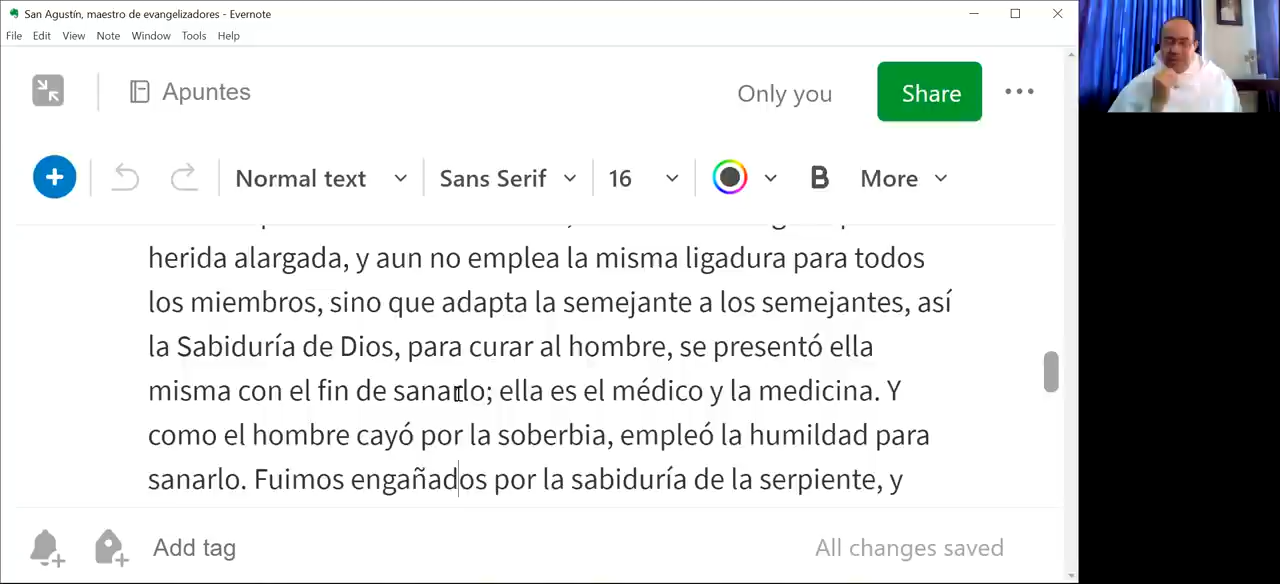 San Agustín, maestro de evangelizadores - Evernote
File Edit View Note Window Tools Help
Apuntes
Only you
Share
Normal text
Sans Serif
16
B
More
herida alargada, y aun no emplea la misma ligadura para todos
los miembros, sino que adapta la semejante a los semejantes, así
la Sabiduría de Dios, para curar al hombre, se presentó ella
misma con el fin de sanarlo; ella es el médico y la medicina. Y
como el hombre cayó por la soberbia, empleó la humildad para
sanarlo. Fuimos engañados por la sabiduría de la serpiente, y
Add tag
All changes saved